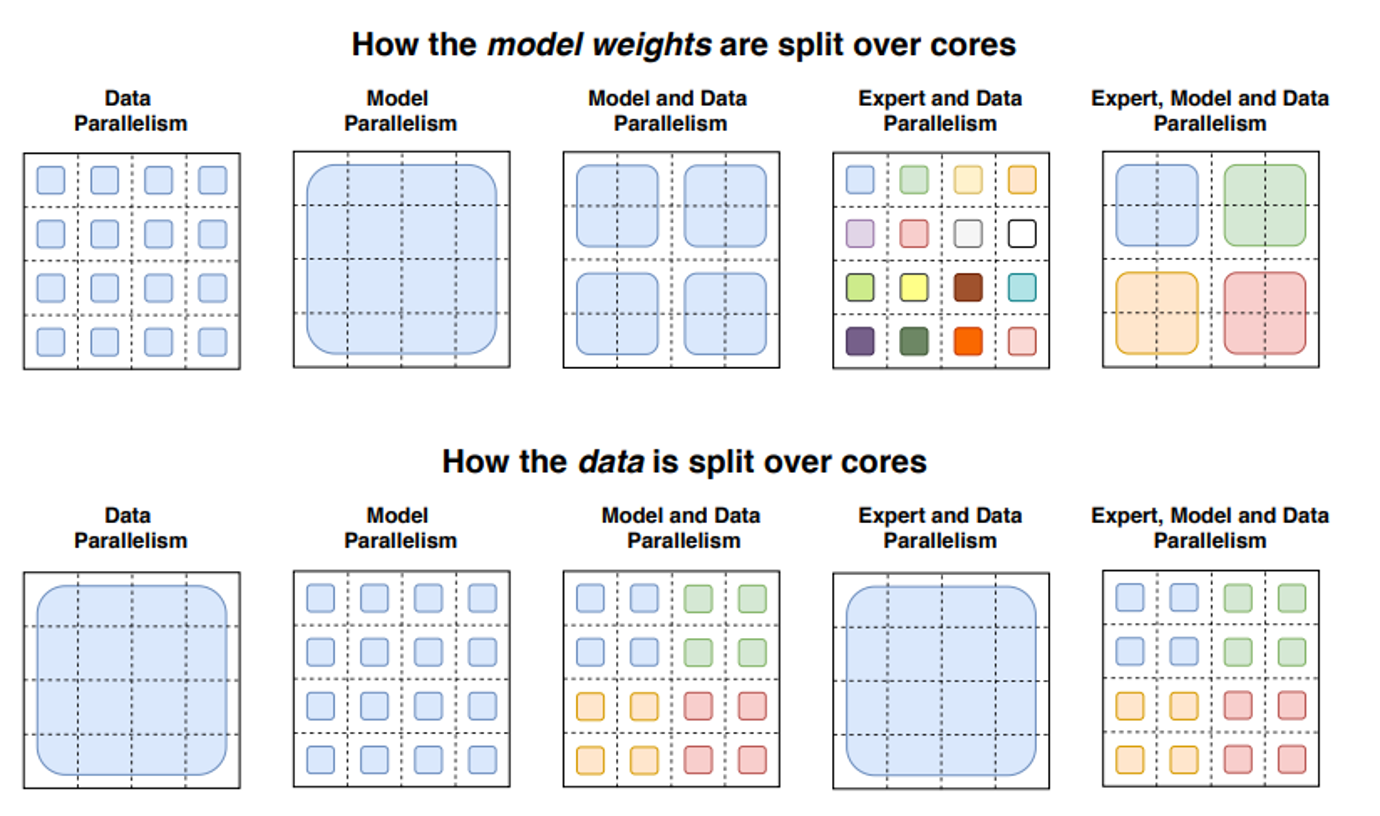 How the model weights are split over cores
Data
Parallelism
Model
Parallelism
Model and Data
Parallelism
Expert and Data
Parallelism
Expert, Model and Data
Parallelism
How the data is split over cores
Data
Parallelism
Model
Parallelism
Model and Data
Parallelism
Expert and Data
Parallelism
Expert, Model and Data
Parallelism